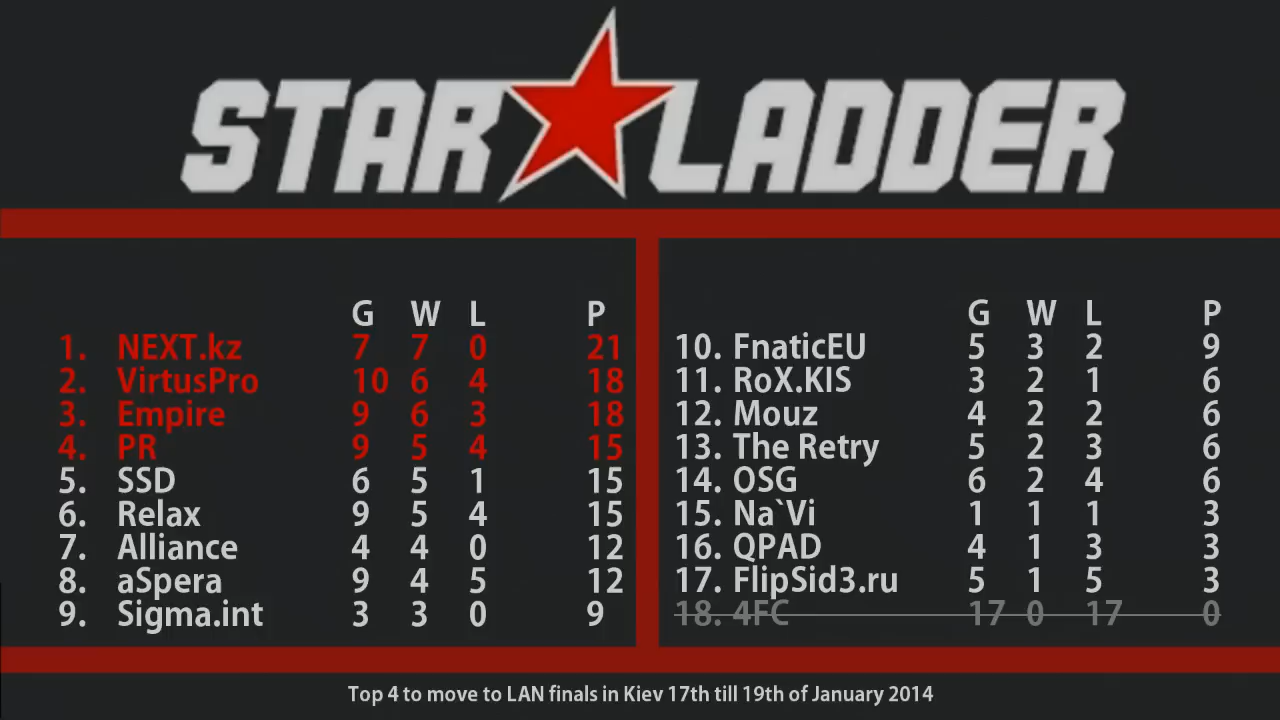 STAR LADDER
G W L P
1. NEXT.kz 7 7 0 21
2. VirtusPro 10 6 4 18
3. Empire 9 6 3 18
4. PR 9 5 4 15
5. SSD 6 5 1 15
6. Relax 9 5 4 15
7. Alliance 4 4 0 12
8. aSpera 9 4 5 12
9. Sigma.int 3 3 0 9
G W L P
10. FnaticEU 5 3 2 9
11. RoX.KIS 3 2 1 6
12. Mouz 4 2 2 6
13. The Retry 5 2 3 6
14. OSG 6 2 4 6
15. Na`Vi 1 1 1 3
16. QPAD 4 1 3 3
17. FlipSid3.ru 5 1 5 3
18. 4FC 17 0 17 0
Top 4 to move to LAN finals in Kiev 17th till 19th of January 2014